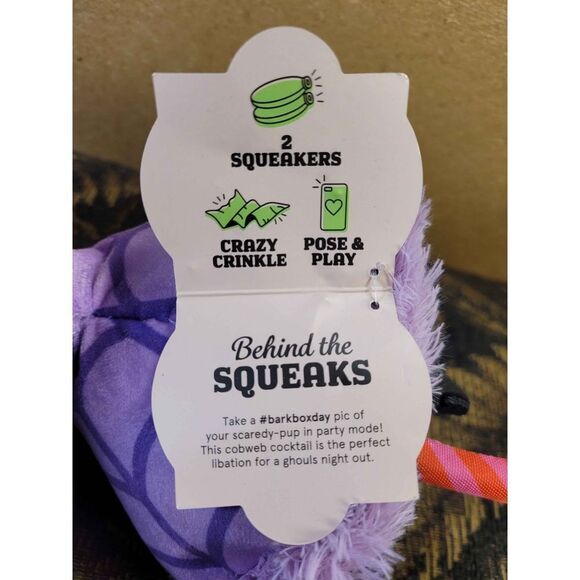 2
SQUEAKERS
CRAZY
CRINKLE
POSE &
PLAY
Behind the
SQUEAKS
Take a #barkboxday pic of
your scaredy-pup in party mode!
This cobweb cocktail is the perfect
libation for a ghouls night out.